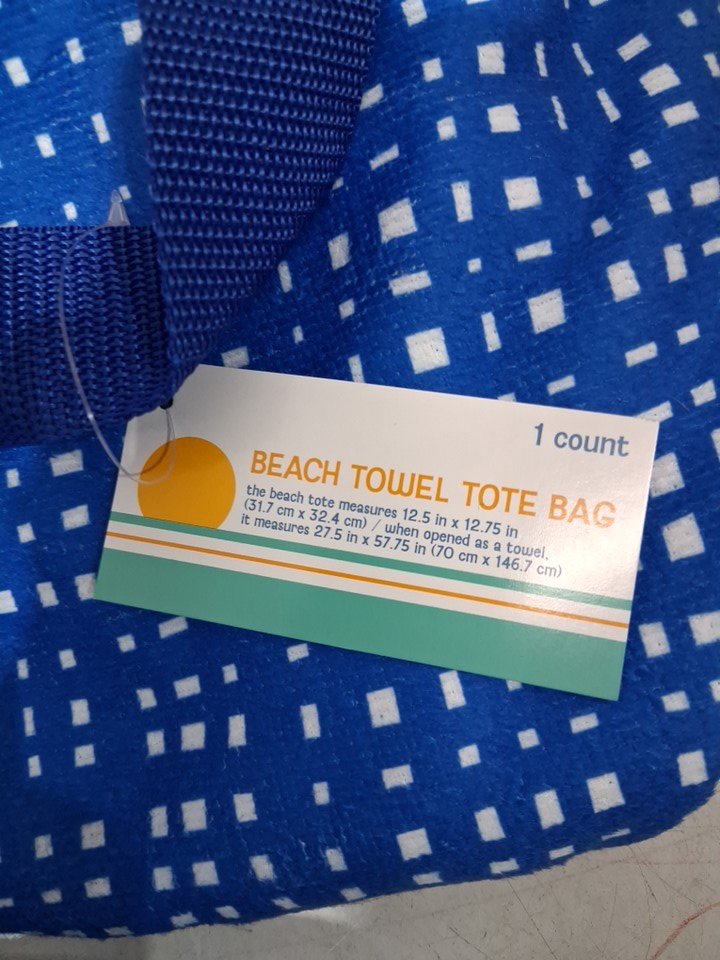 1 count
BEACH TOWEL TOTE BAG
the beach tote measures 12.5 in x 12.75 in
(31.7 cm x 32.4 cm) / when opened as a towel,
it measures 27.5 in x 57.75 in (70 cm x 146.7 cm)